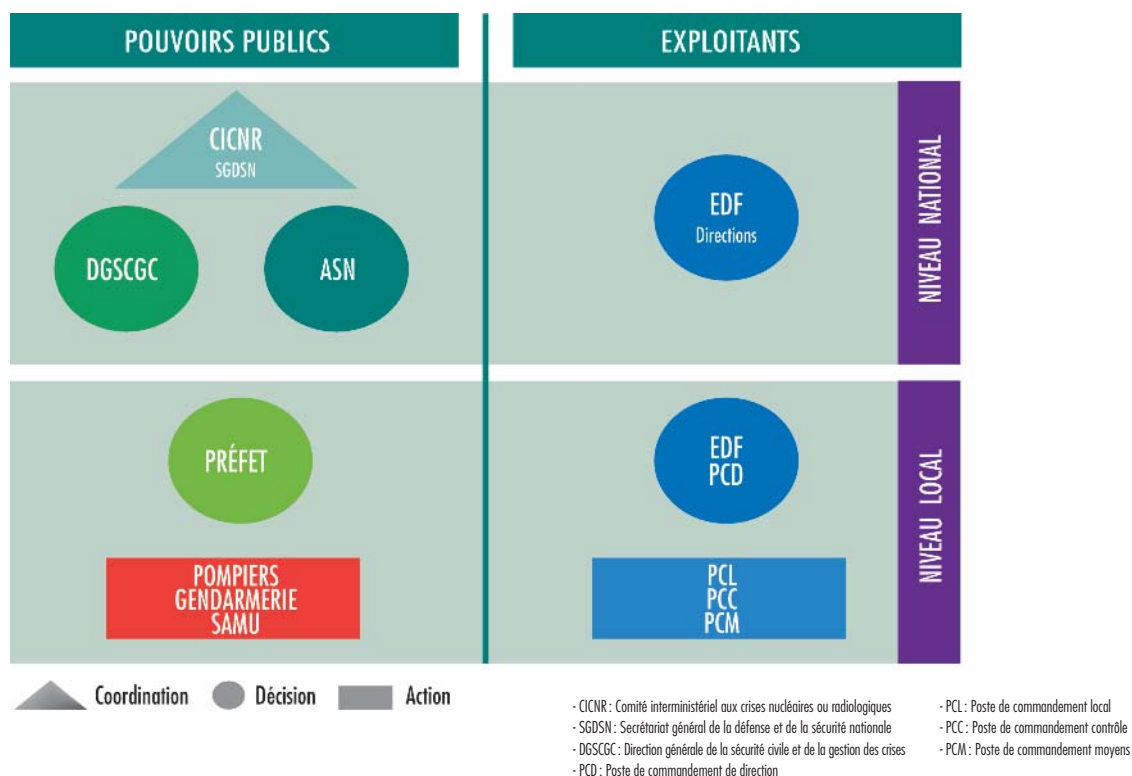 POUVOIRS PUBLICS
EXPLOITANTS
CICNR
SGDSN
DGSCGC
ASN
EDF
Directions
NIVEAU NATIONAL
PRÉFET
POMPIERS
GENDARMERIE
SAMU
EDF
PCD
PCL
PCC
PCM
NIVEAU LOCAL
Coordination
Décision
Action
- CICNR : Comité interministériel aux crises nucléaires ou radiologiques
- SGDSN : Secrétariat général de la défense et de la sécurité nationale
- DGSCGC : Direction générale de la sécurité civile et de la gestion des crises
- PCD : Poste de commandement de direction
- PCL : Poste de commandement local
- PCC : Poste de commandement contrôle
- PCM : Poste de commandement moyens